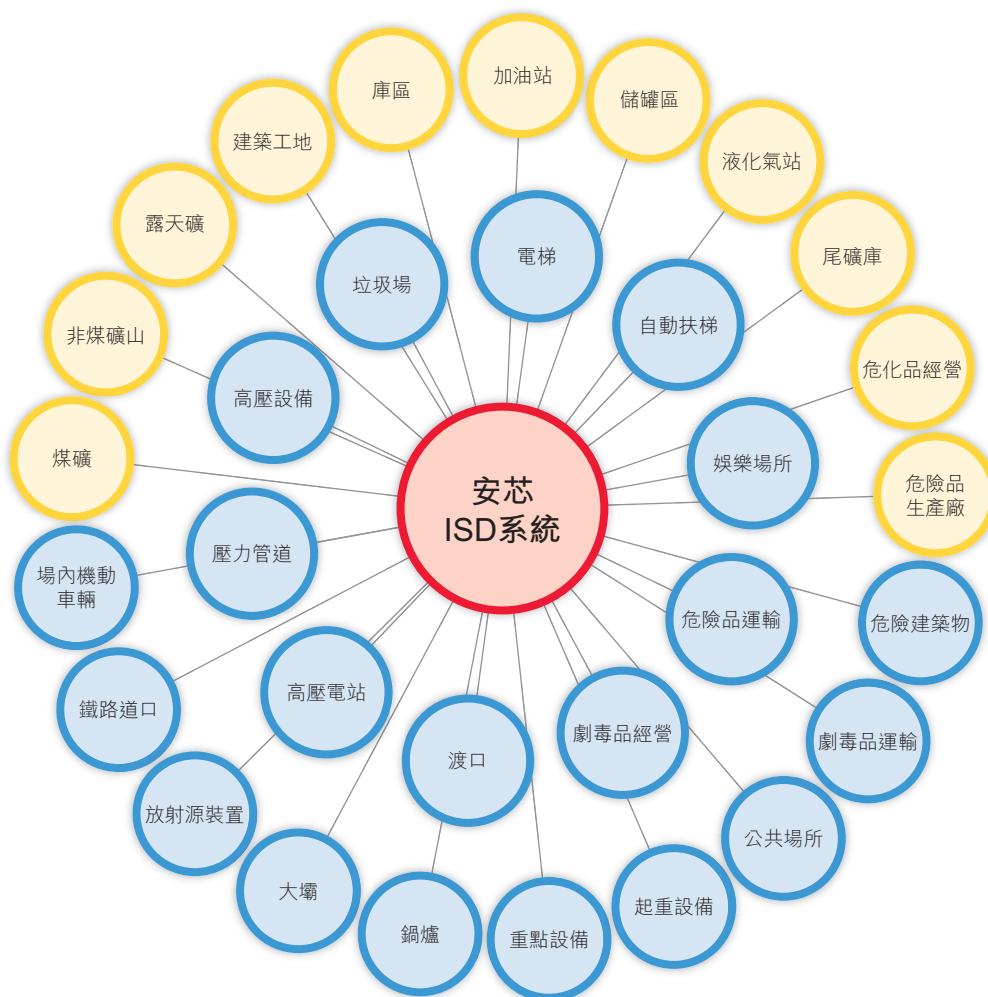 加油站
庫區
儲罐區
建築工地
液化氣站
露天礦
尾礦庫
非煤礦山
危化品經營
煤礦
危險品
生產廠
垃圾場
電梯
自動扶梯
高壓設備
娛樂場所
安芯
ISD系統
壓力管道
場內機動
車輛
危險品運輸
危險建築物
鐵路道口
高壓電站
劇毒品經營
劇毒品運輸
渡口
放射源裝置
公共場所
大壩
鍋爐
重點設備
起重設備